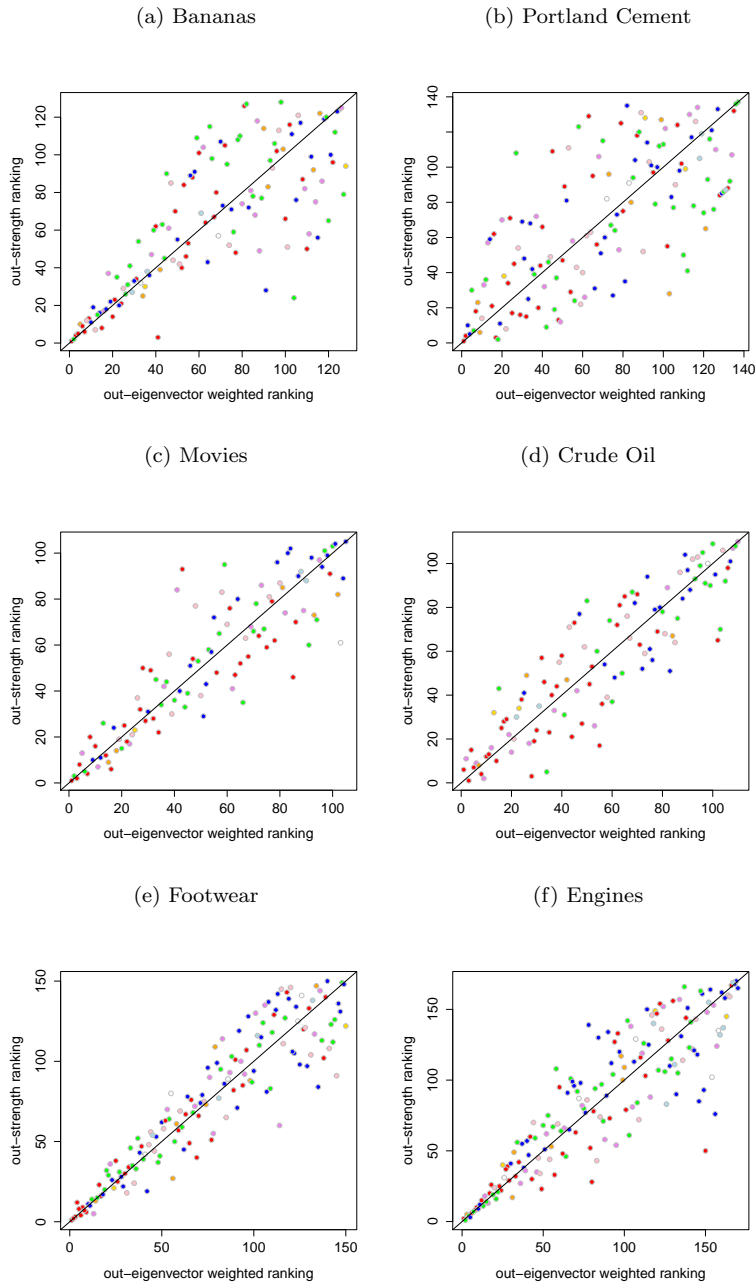 (a) Bananas
(b) Portland Cement
out−strength ranking
0 20 40 60 80 100 120
0 20 40 60 80 100 120
out−eigenvector weighted ranking
out−strength ranking
0 20 40 60 80 100 140
0 20 40 60 80 100 120 140
out−eigenvector weighted ranking
(c) Movies
(d) Crude Oil
out−strength ranking
0 20 40 60 80 100
0 20 40 60 80 100
out−eigenvector weighted ranking
out−strength ranking
0 20 40 60 80 100
0 20 40 60 80 100
out−eigenvector weighted ranking
(e) Footwear
(f) Engines
out−strength ranking
0 50 100 150
0 50 100 150
out−eigenvector weighted ranking
out−strength ranking
0 50 100 150
0 50 100 150
out−eigenvector weighted ranking